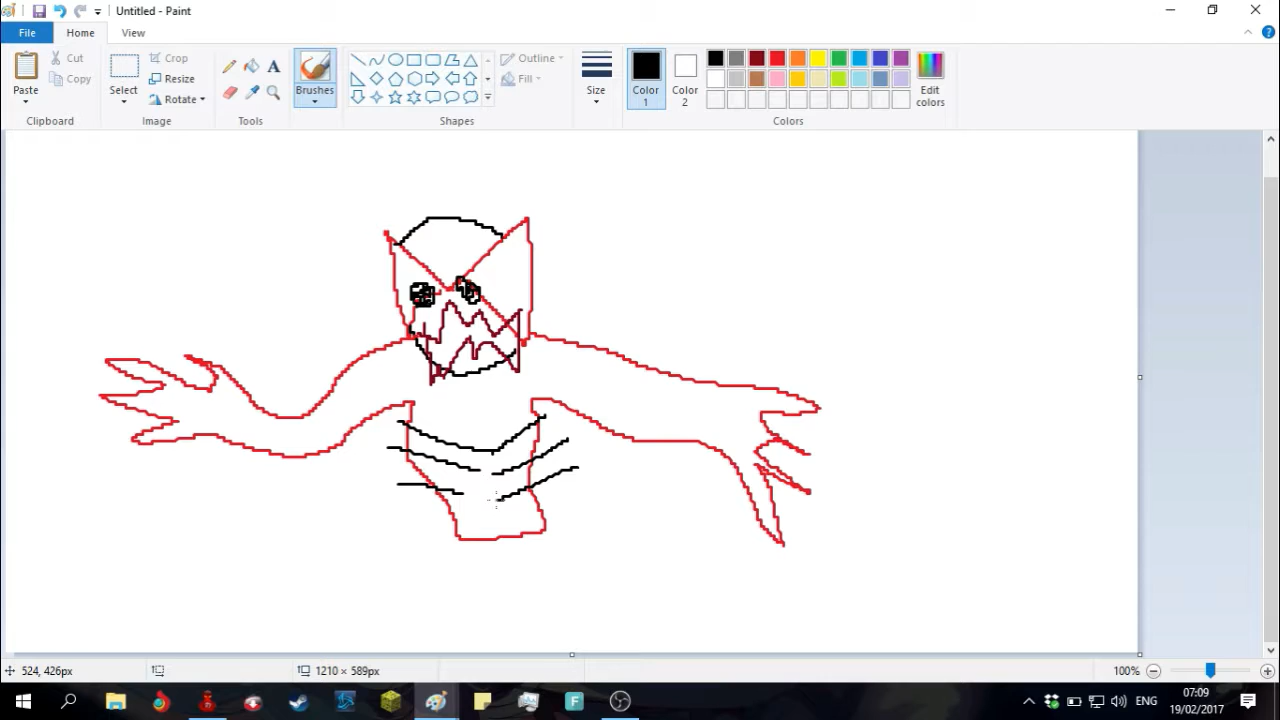 Untitled - Paint
File Home View
Paste
Cut
Copy
Clipboard
Select
Crop
Resize
Rotate
Image
A
Tools
Brushes
Outline
Fill
Shapes
Size
Color 1
Color 2
Edit colors
Colors
524, 426px
1210 × 589px
100%
F
ENG
07:09
19/02/2017